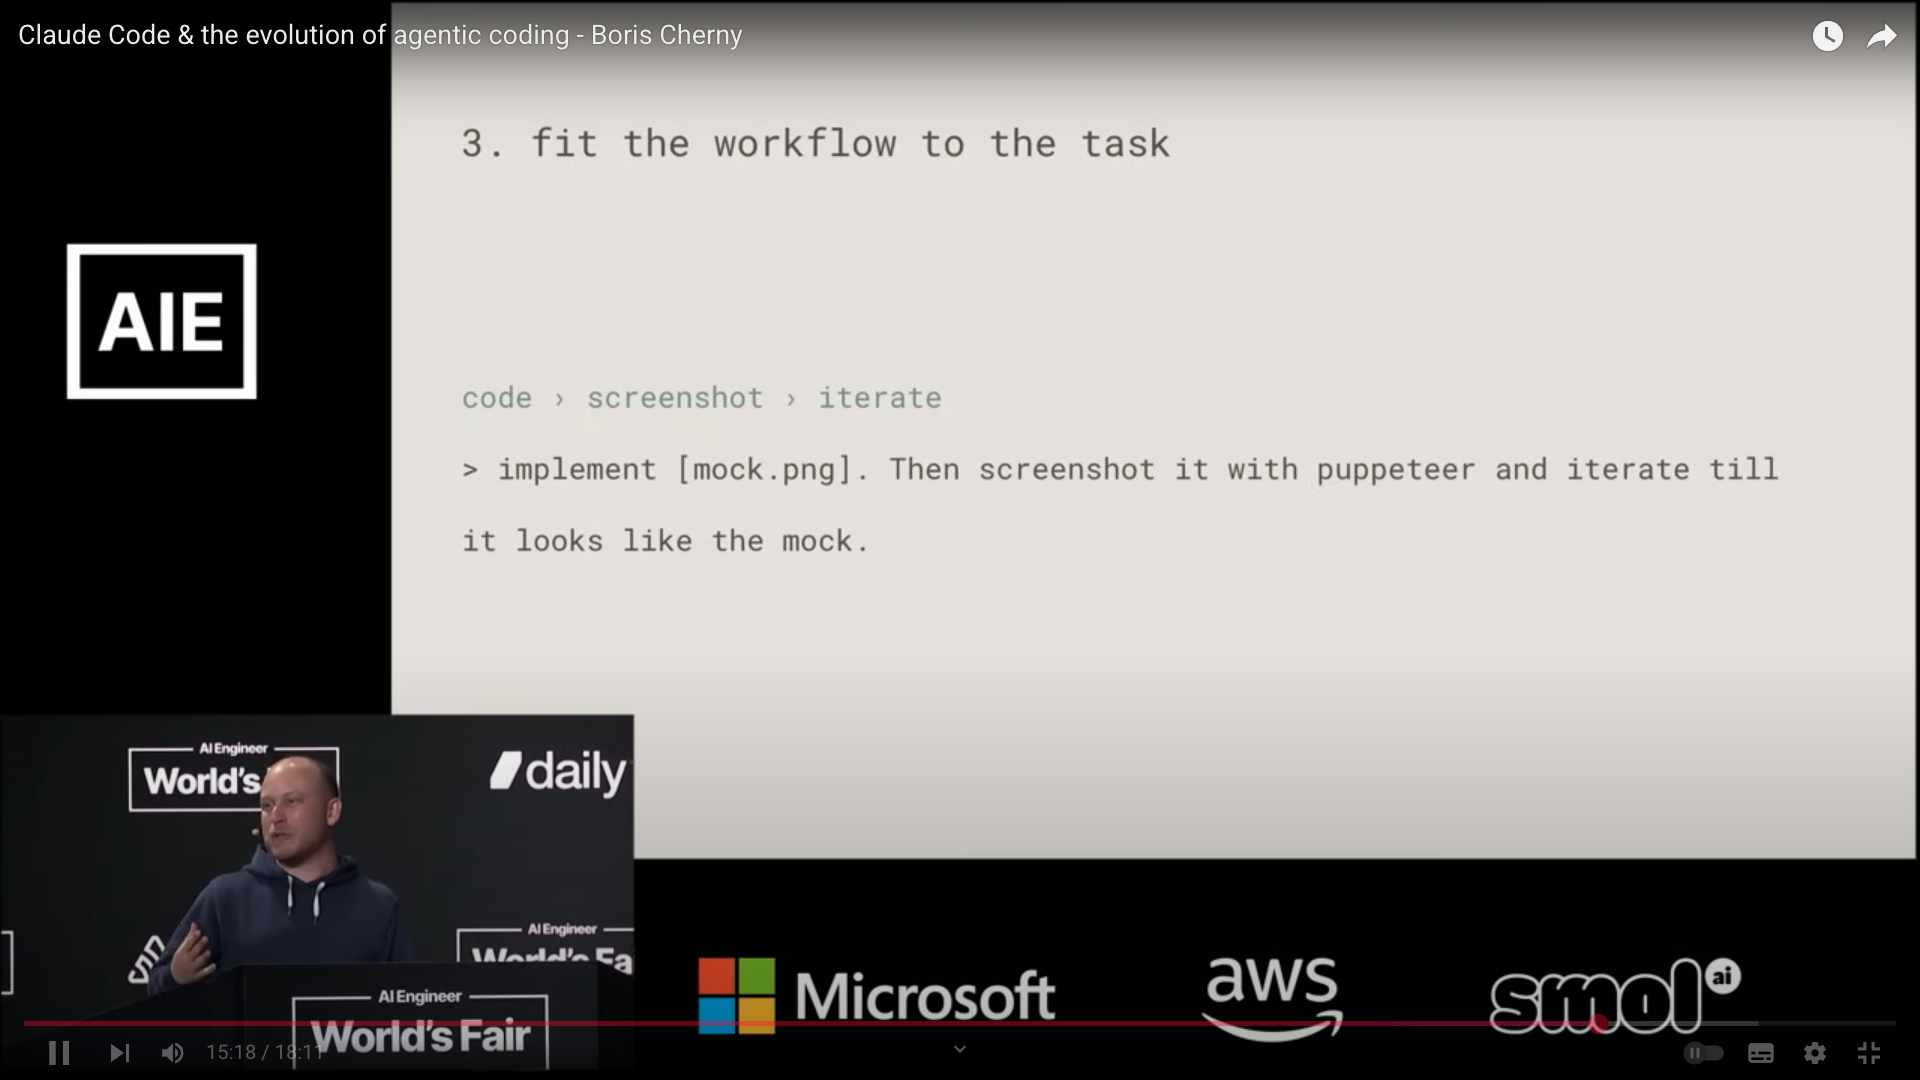 Claude Code & the evolution of agentic coding - Boris Cherny
3. fit the workflow to the task
AIE
code › screenshot › iterate
> implement [mock.png]. Then screenshot it with puppeteer and iterate till
it looks like the mock.
AI Engineer
World's
daily
AI Engineer
World's Fa
AI Engineer
World's Fair
Microsoft
aws
smol
ai
15:18 / 18:11